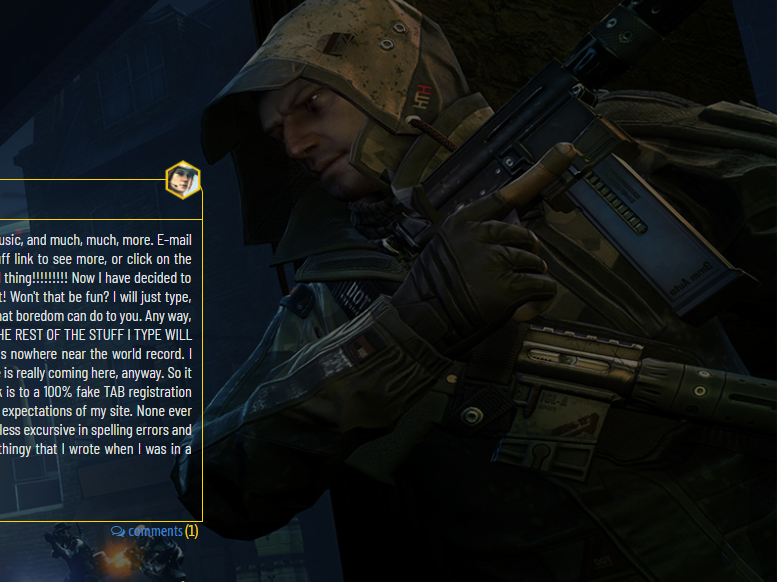 usic, and much, much, more. E-mail
ff link to see more, or click on the
l thing!!!!!!!!! Now I have decided to
t! Won't that be fun? I will just type,
hat boredom can do to you. Any way,
HE REST OF THE STUFF I TYPE WILL
s nowhere near the world record. I
is really coming here, anyway. So it
k is to a 100% fake TAB registration
expectations of my site. None ever
less excursive in spelling errors and
thingy that I wrote when I was in a
comments (1)